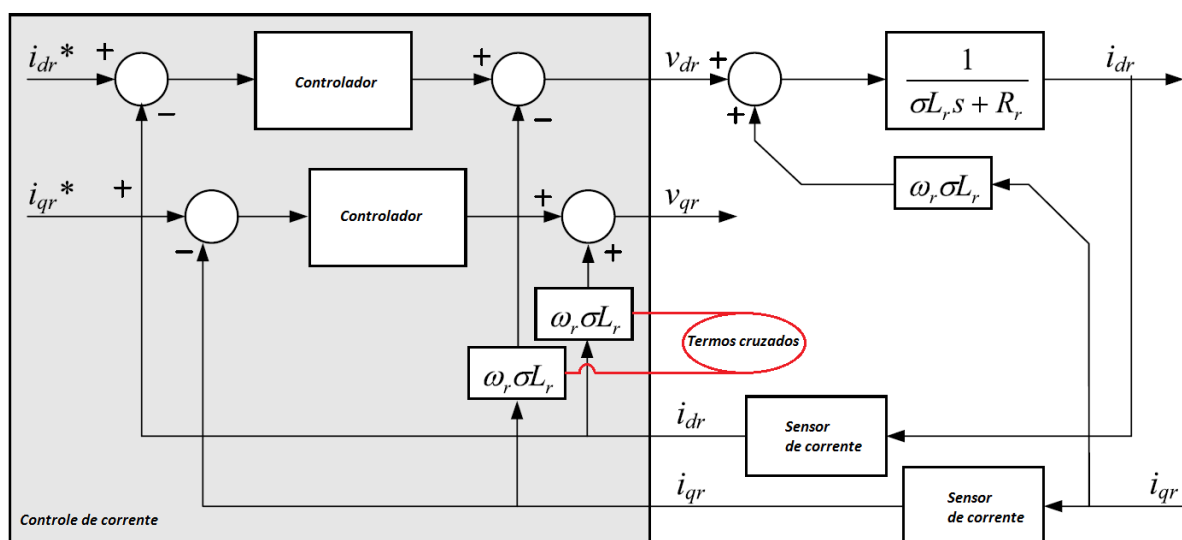 i_dr* + − Controlador + − v_dr + + 1 / σL_r s + R_r i_dr
ω_r σL_r
i_qr* + − Controlador + + v_qr
ω_r σL_r
Termos cruzados
ω_r σL_r
i_dr Sensor de corrente
i_qr Sensor de corrente i_qr
Controle de corrente